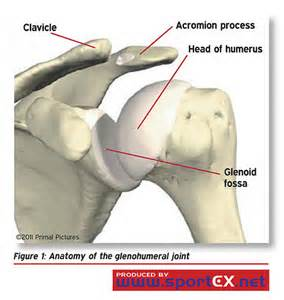 Clavicle
Acromion process
Head of humerus
Glenoid
fossa
©2011 Primal Pictures
Figure 1: Anatomy of the glenohumeral joint
PRODUCED BY
www.sportEX.net